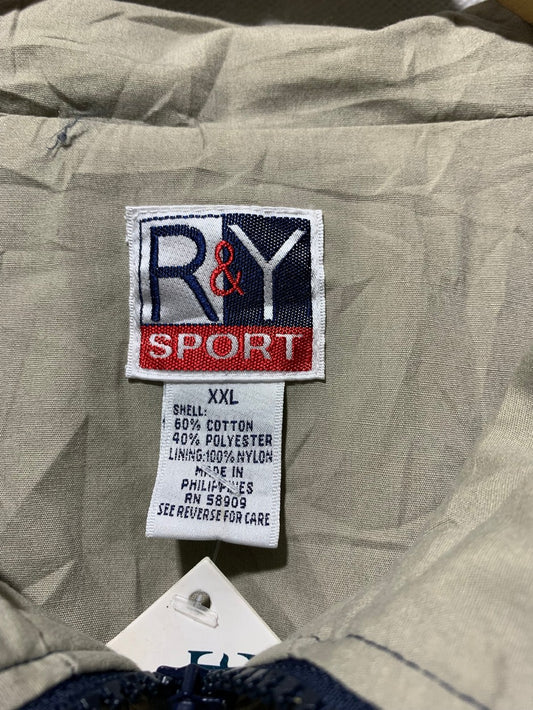 R&Y
SPORT
XXL
SHELL:
60% COTTON
40% POLYESTER
LINING:100% NYLON
MADE IN
PHILIPPINES
RN 58909
SEE REVERSE FOR CARE